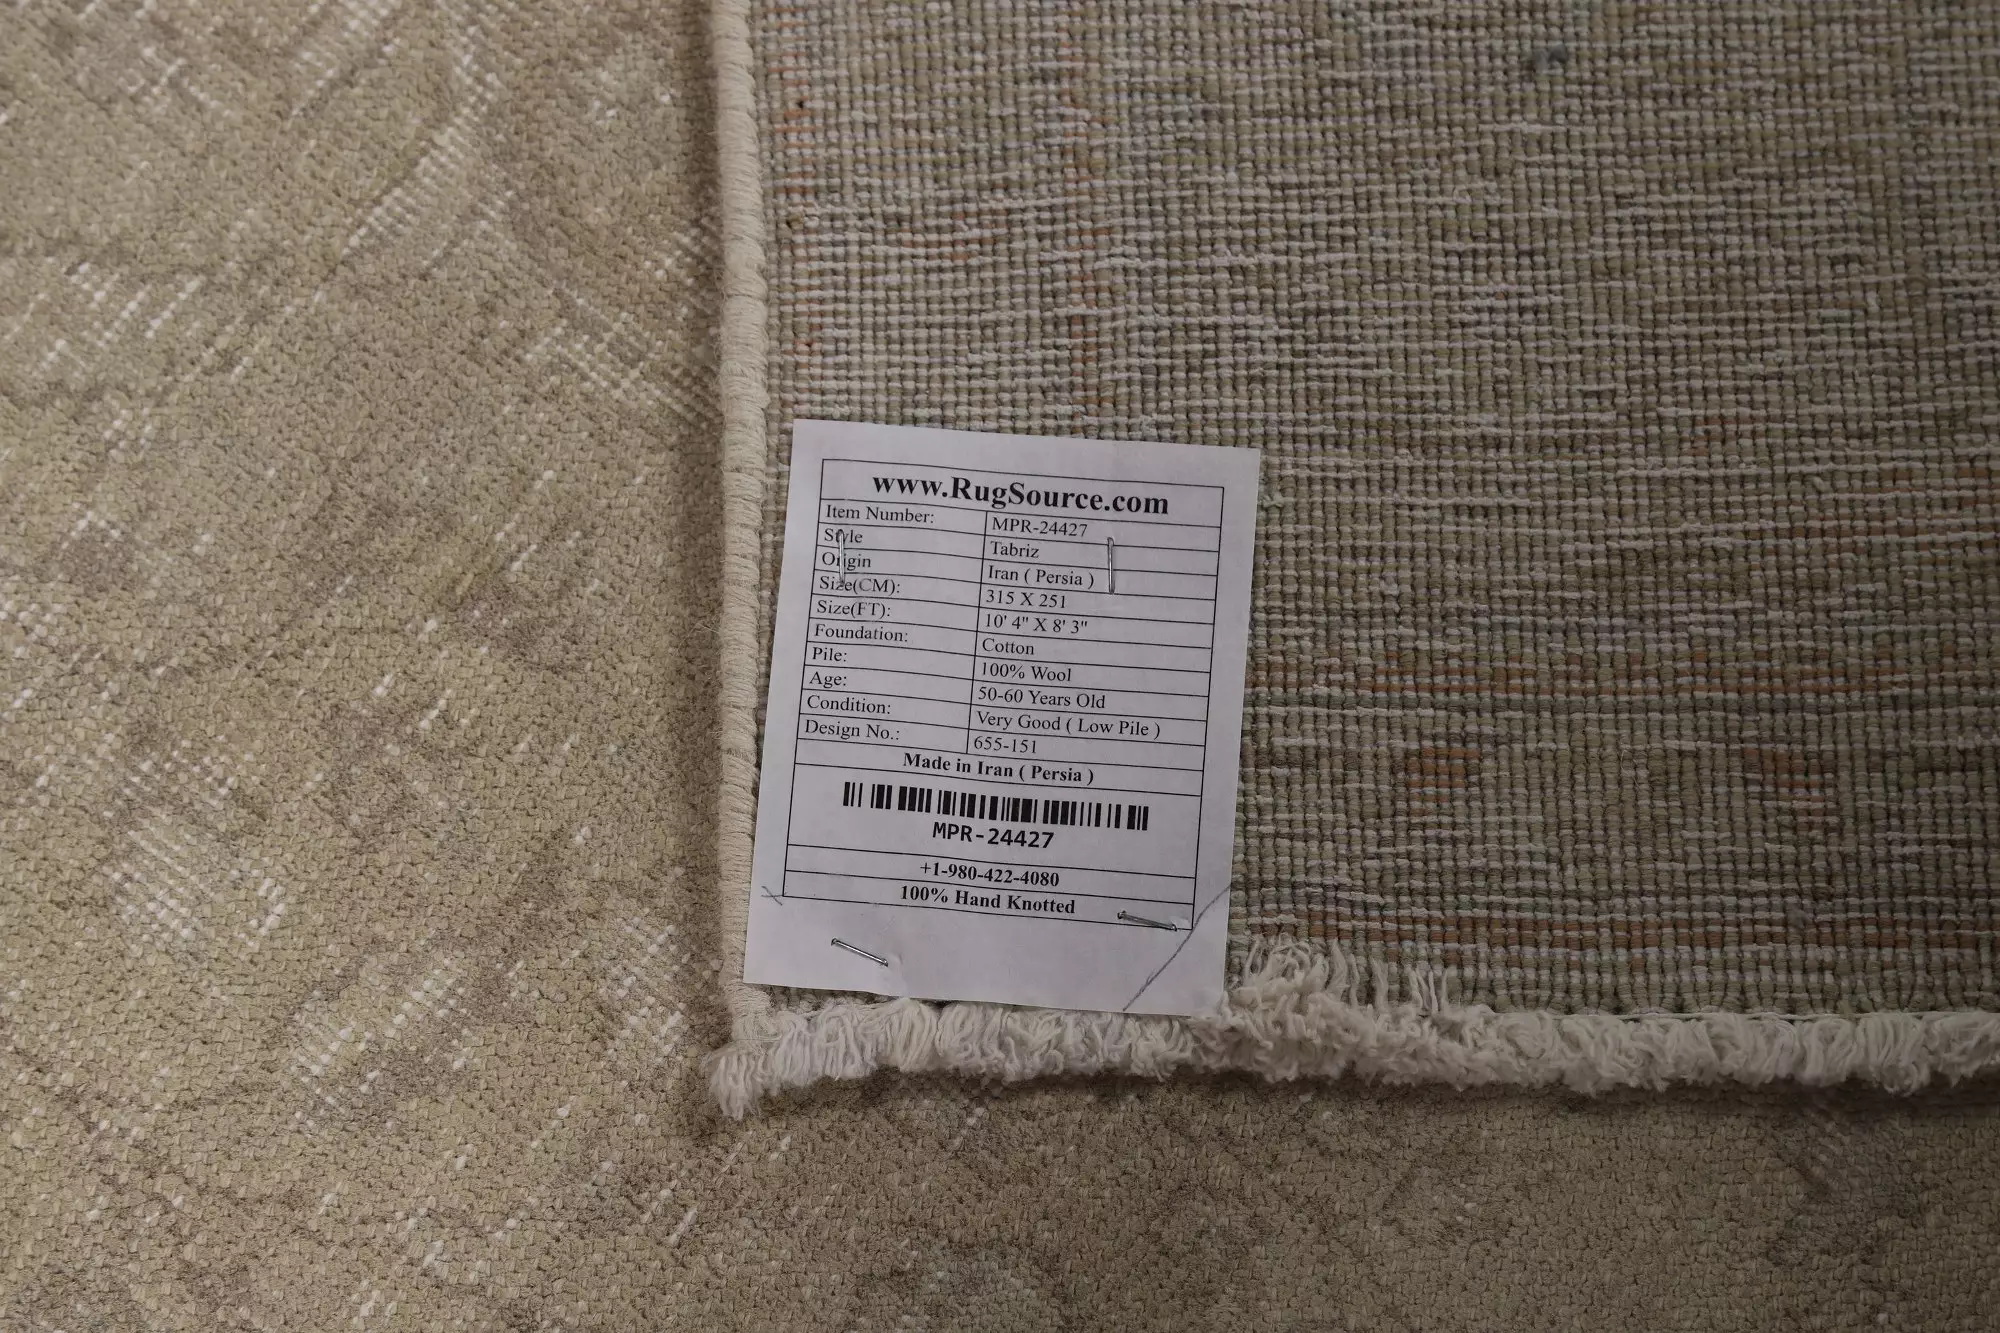 www.RugSource.com
Item Number: MPR-24427
Style Tabriz
Origin Iran ( Persia )
Size(CM): 315 X 251
Size(FT): 10' 4" X 8' 3"
Foundation: Cotton
Pile: 100% Wool
Age: 50-60 Years Old
Condition: Very Good ( Low Pile )
Design No.: 655-151
Made in Iran ( Persia )
MPR-24427
+1-980-422-4080
100% Hand Knotted